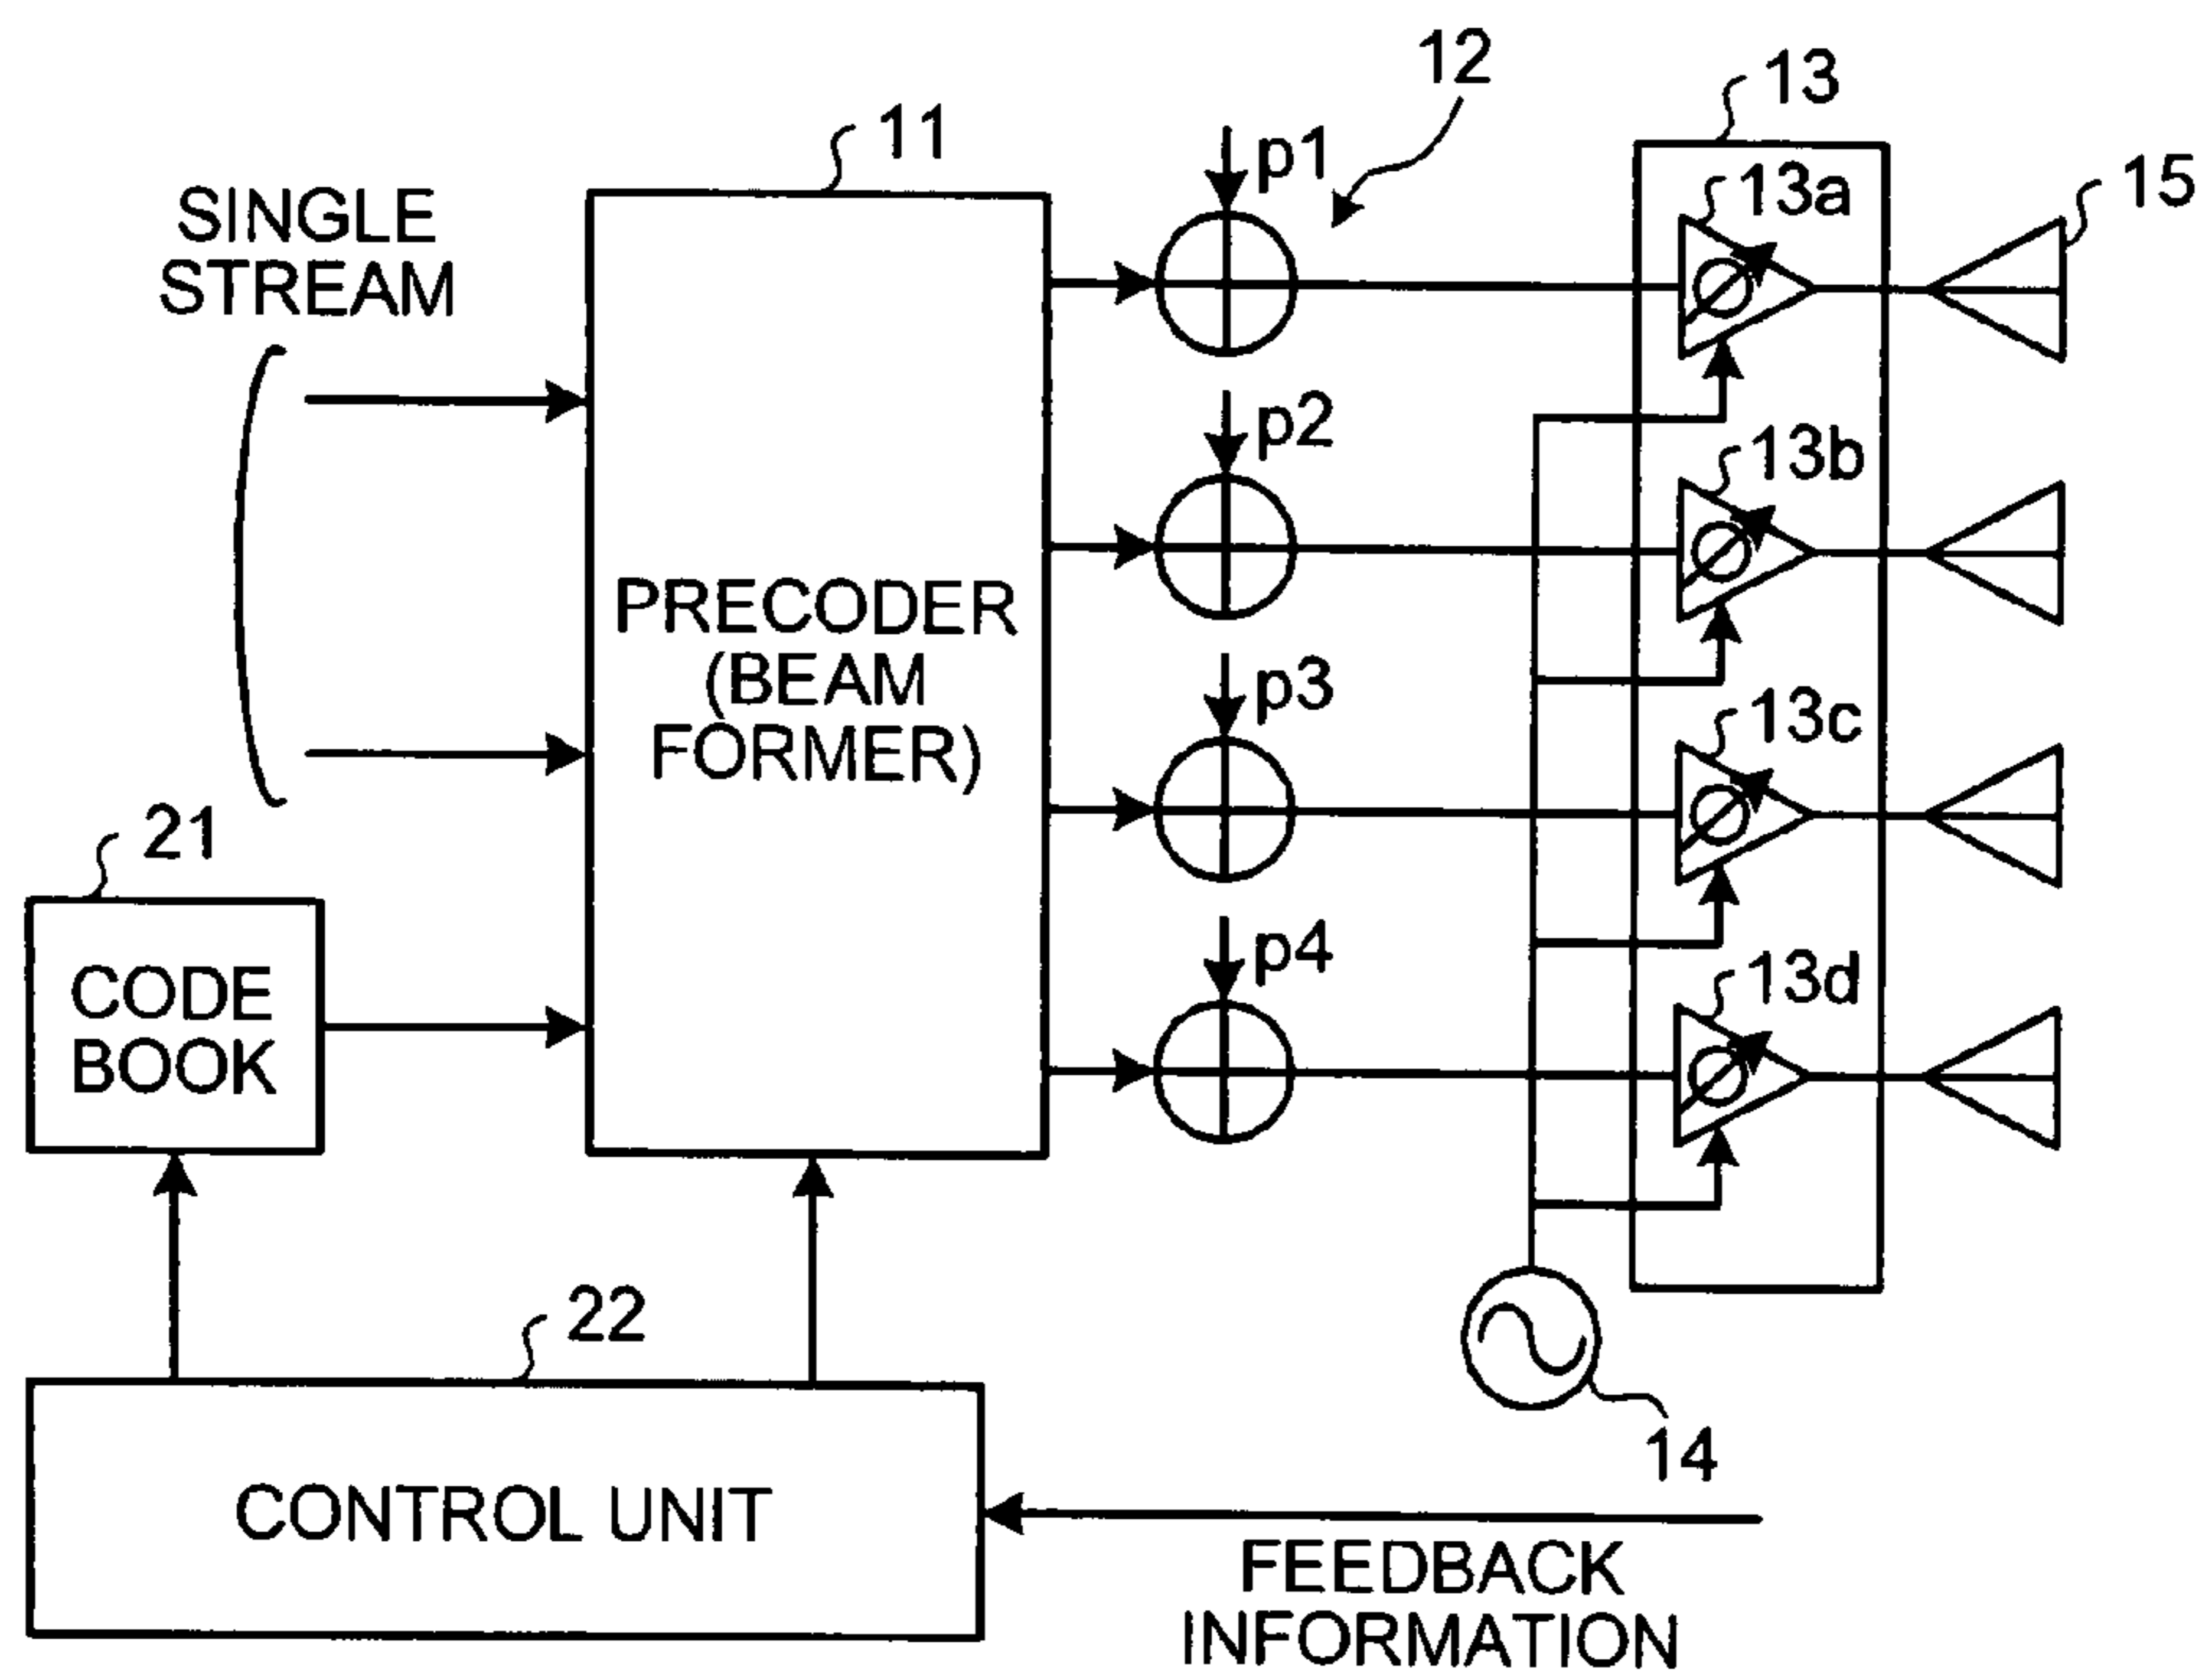 12
13
11
p1
13a
15
SINGLE
STREAM
p2
13b
PRECODER
(BEAM
FORMER)
p3
13c
21
p4
13d
CODE
BOOK
22
14
CONTROL UNIT
FEEDBACK
INFORMATION